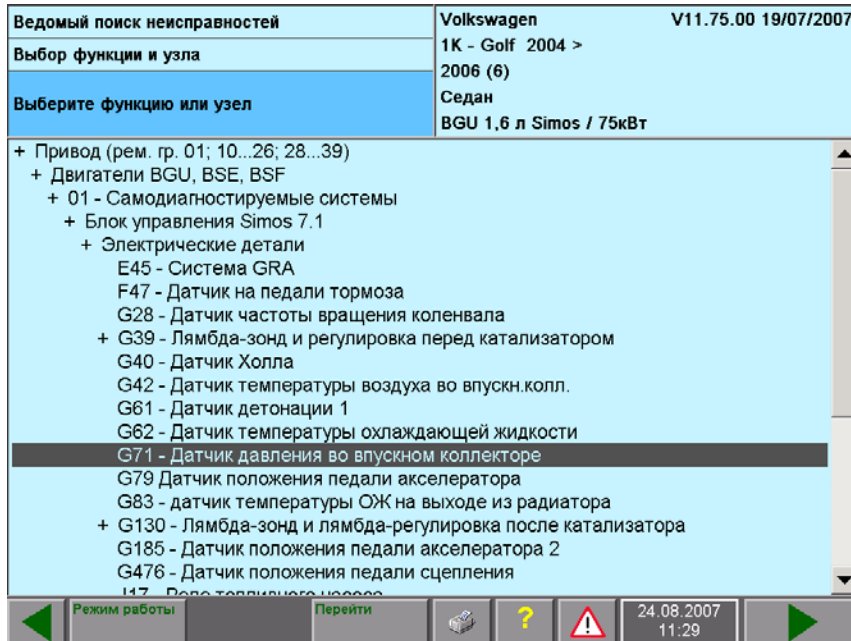 Ведомый поиск неисправностей
Выбор функции и узла
Выберите функцию или узел
Volkswagen V11.75.00 19/07/2007
1K - Golf 2004 >
2006 (6)
Седан
BGU 1,6 л Simos / 75кВт
+ Привод (рем. гр. 01; 10...26; 28...39)
+ Двигатели BGU, BSE, BSF
+ 01 - Самодиагностируемые системы
+ Блок управления Simos 7.1
+ Электрические детали
E45 - Система GRA
F47 - Датчик на педали тормоза
G28 - Датчик частоты вращения коленвала
+ G39 - Лямбда-зонд и регулировка перед катализатором
G40 - Датчик Холла
G42 - Датчик температуры воздуха во впускн.колл.
G61 - Датчик детонации 1
G62 - Датчик температуры охлаждающей жидкости
G71 - Датчик давления во впускном коллекторе
G79 Датчик положения педали акселератора
G83 - датчик температуры ОЖ на выходе из радиатора
+ G130 - Лямбда-зонд и лямбда-регулировка после катализатора
G185 - Датчик положения педали акселератора 2
G476 - Датчик положения педали сцепления
J17 - Реле топливного насоса
Режим работы
Перейти
?
24.08.2007
11:29